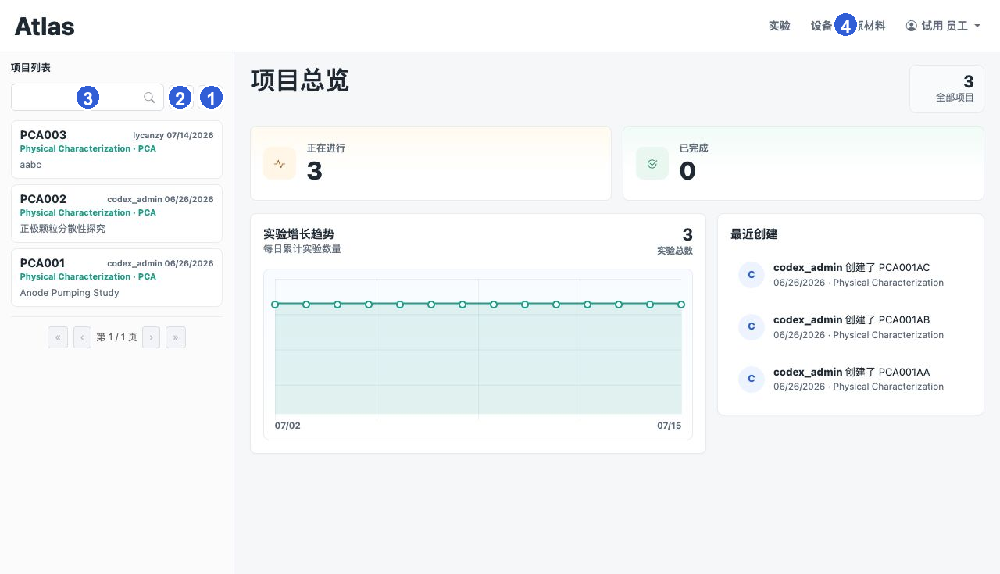 Atlas
实验
设备
4
原材料
试用 员工
项目列表
3
2
1
PCA003
lycanzy 07/14/2026
Physical Characterization · PCA
aabc
PCA002
codex_admin 06/26/2026
Physical Characterization · PCA
正极颗粒分散性探究
PCA001
codex_admin 06/26/2026
Physical Characterization · PCA
Anode Pumping Study
« ‹ 第 1 / 1 页 › »
项目总览
3
全部项目
正在进行
3
已完成
0
实验增长趋势
每日累计实验数量
3
实验总数
07/02
07/15
最近创建
C
codex_admin 创建了 PCA001AC
06/26/2026 · Physical Characterization
C
codex_admin 创建了 PCA001AB
06/26/2026 · Physical Characterization
C
codex_admin 创建了 PCA001AA
06/26/2026 · Physical Characterization